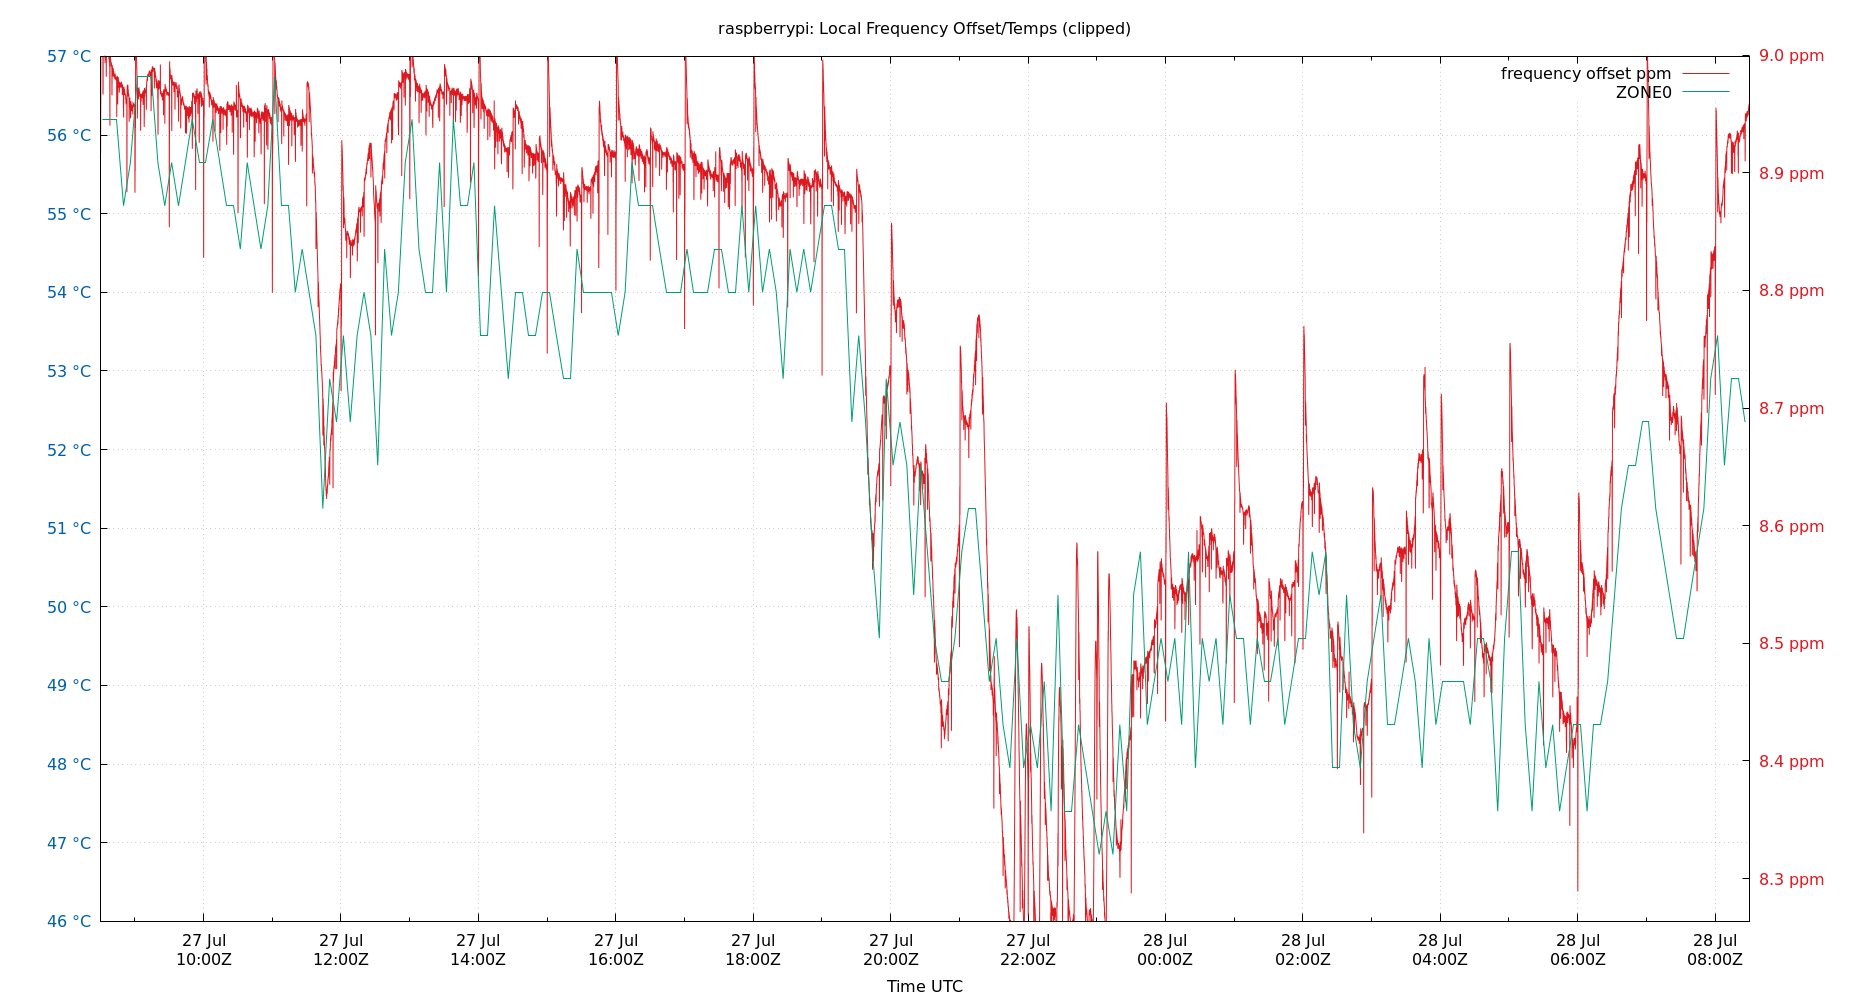 raspberrypi: Local Frequency Offset/Temps (clipped)
57 °C
56 °C
55 °C
54 °C
53 °C
52 °C
51 °C
50 °C
49 °C
48 °C
47 °C
46 °C
9.0 ppm
8.9 ppm
8.8 ppm
8.7 ppm
8.6 ppm
8.5 ppm
8.4 ppm
8.3 ppm
frequency offset ppm
ZONE0
27 Jul 27 Jul 27 Jul 27 Jul 27 Jul 27 Jul 27 Jul 28 Jul 28 Jul 28 Jul 28 Jul 28 Jul
10:00Z 12:00Z 14:00Z 16:00Z 18:00Z 20:00Z 22:00Z 00:00Z 02:00Z 04:00Z 06:00Z 08:00Z
Time UTC